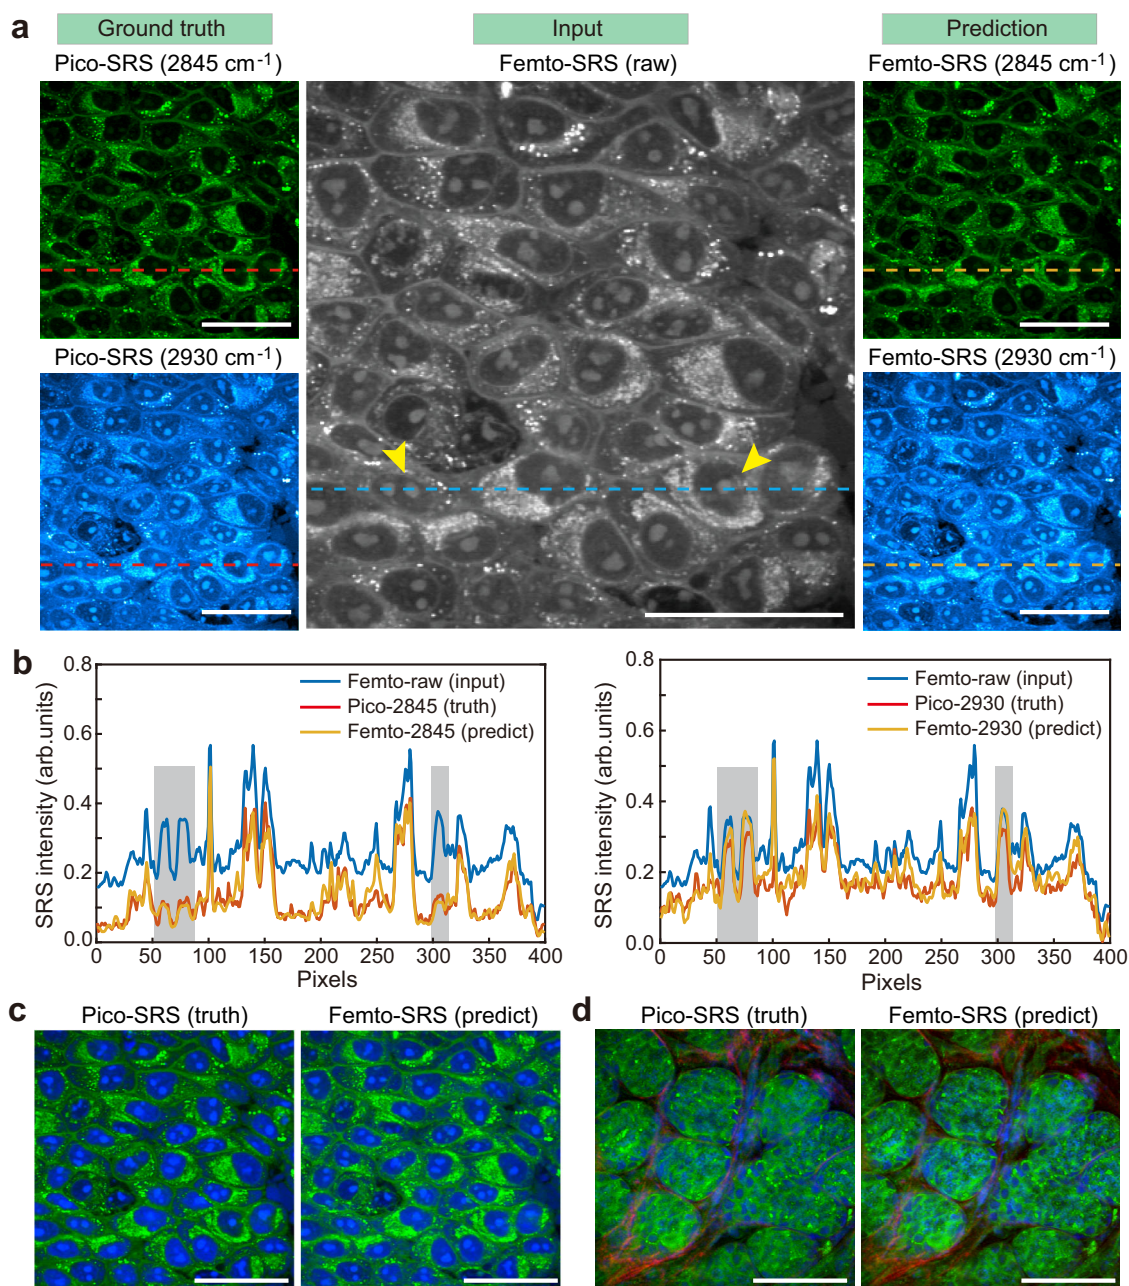 a
Ground truth
Input
Prediction
Pico-SRS (2845 cm-1)
Femto-SRS (raw)
Femto-SRS (2845 cm-1)
Pico-SRS (2930 cm-1)
Femto-SRS (2930 cm-1)
b
0.8
0.6
0.4
0.2
0.0
SRS intensity (arb.units)
Femto-raw (input)
Pico-2845 (truth)
Femto-2845 (predict)
0 50 100 150 200 250 300 350 400
Pixels
0.8
0.6
0.4
0.2
0.0
SRS intensity (arb.units)
Femto-raw (input)
Pico-2930 (truth)
Femto-2930 (predict)
0 50 100 150 200 250 300 350 400
Pixels
c
Pico-SRS (truth)
Femto-SRS (predict)
d
Pico-SRS (truth)
Femto-SRS (predict)